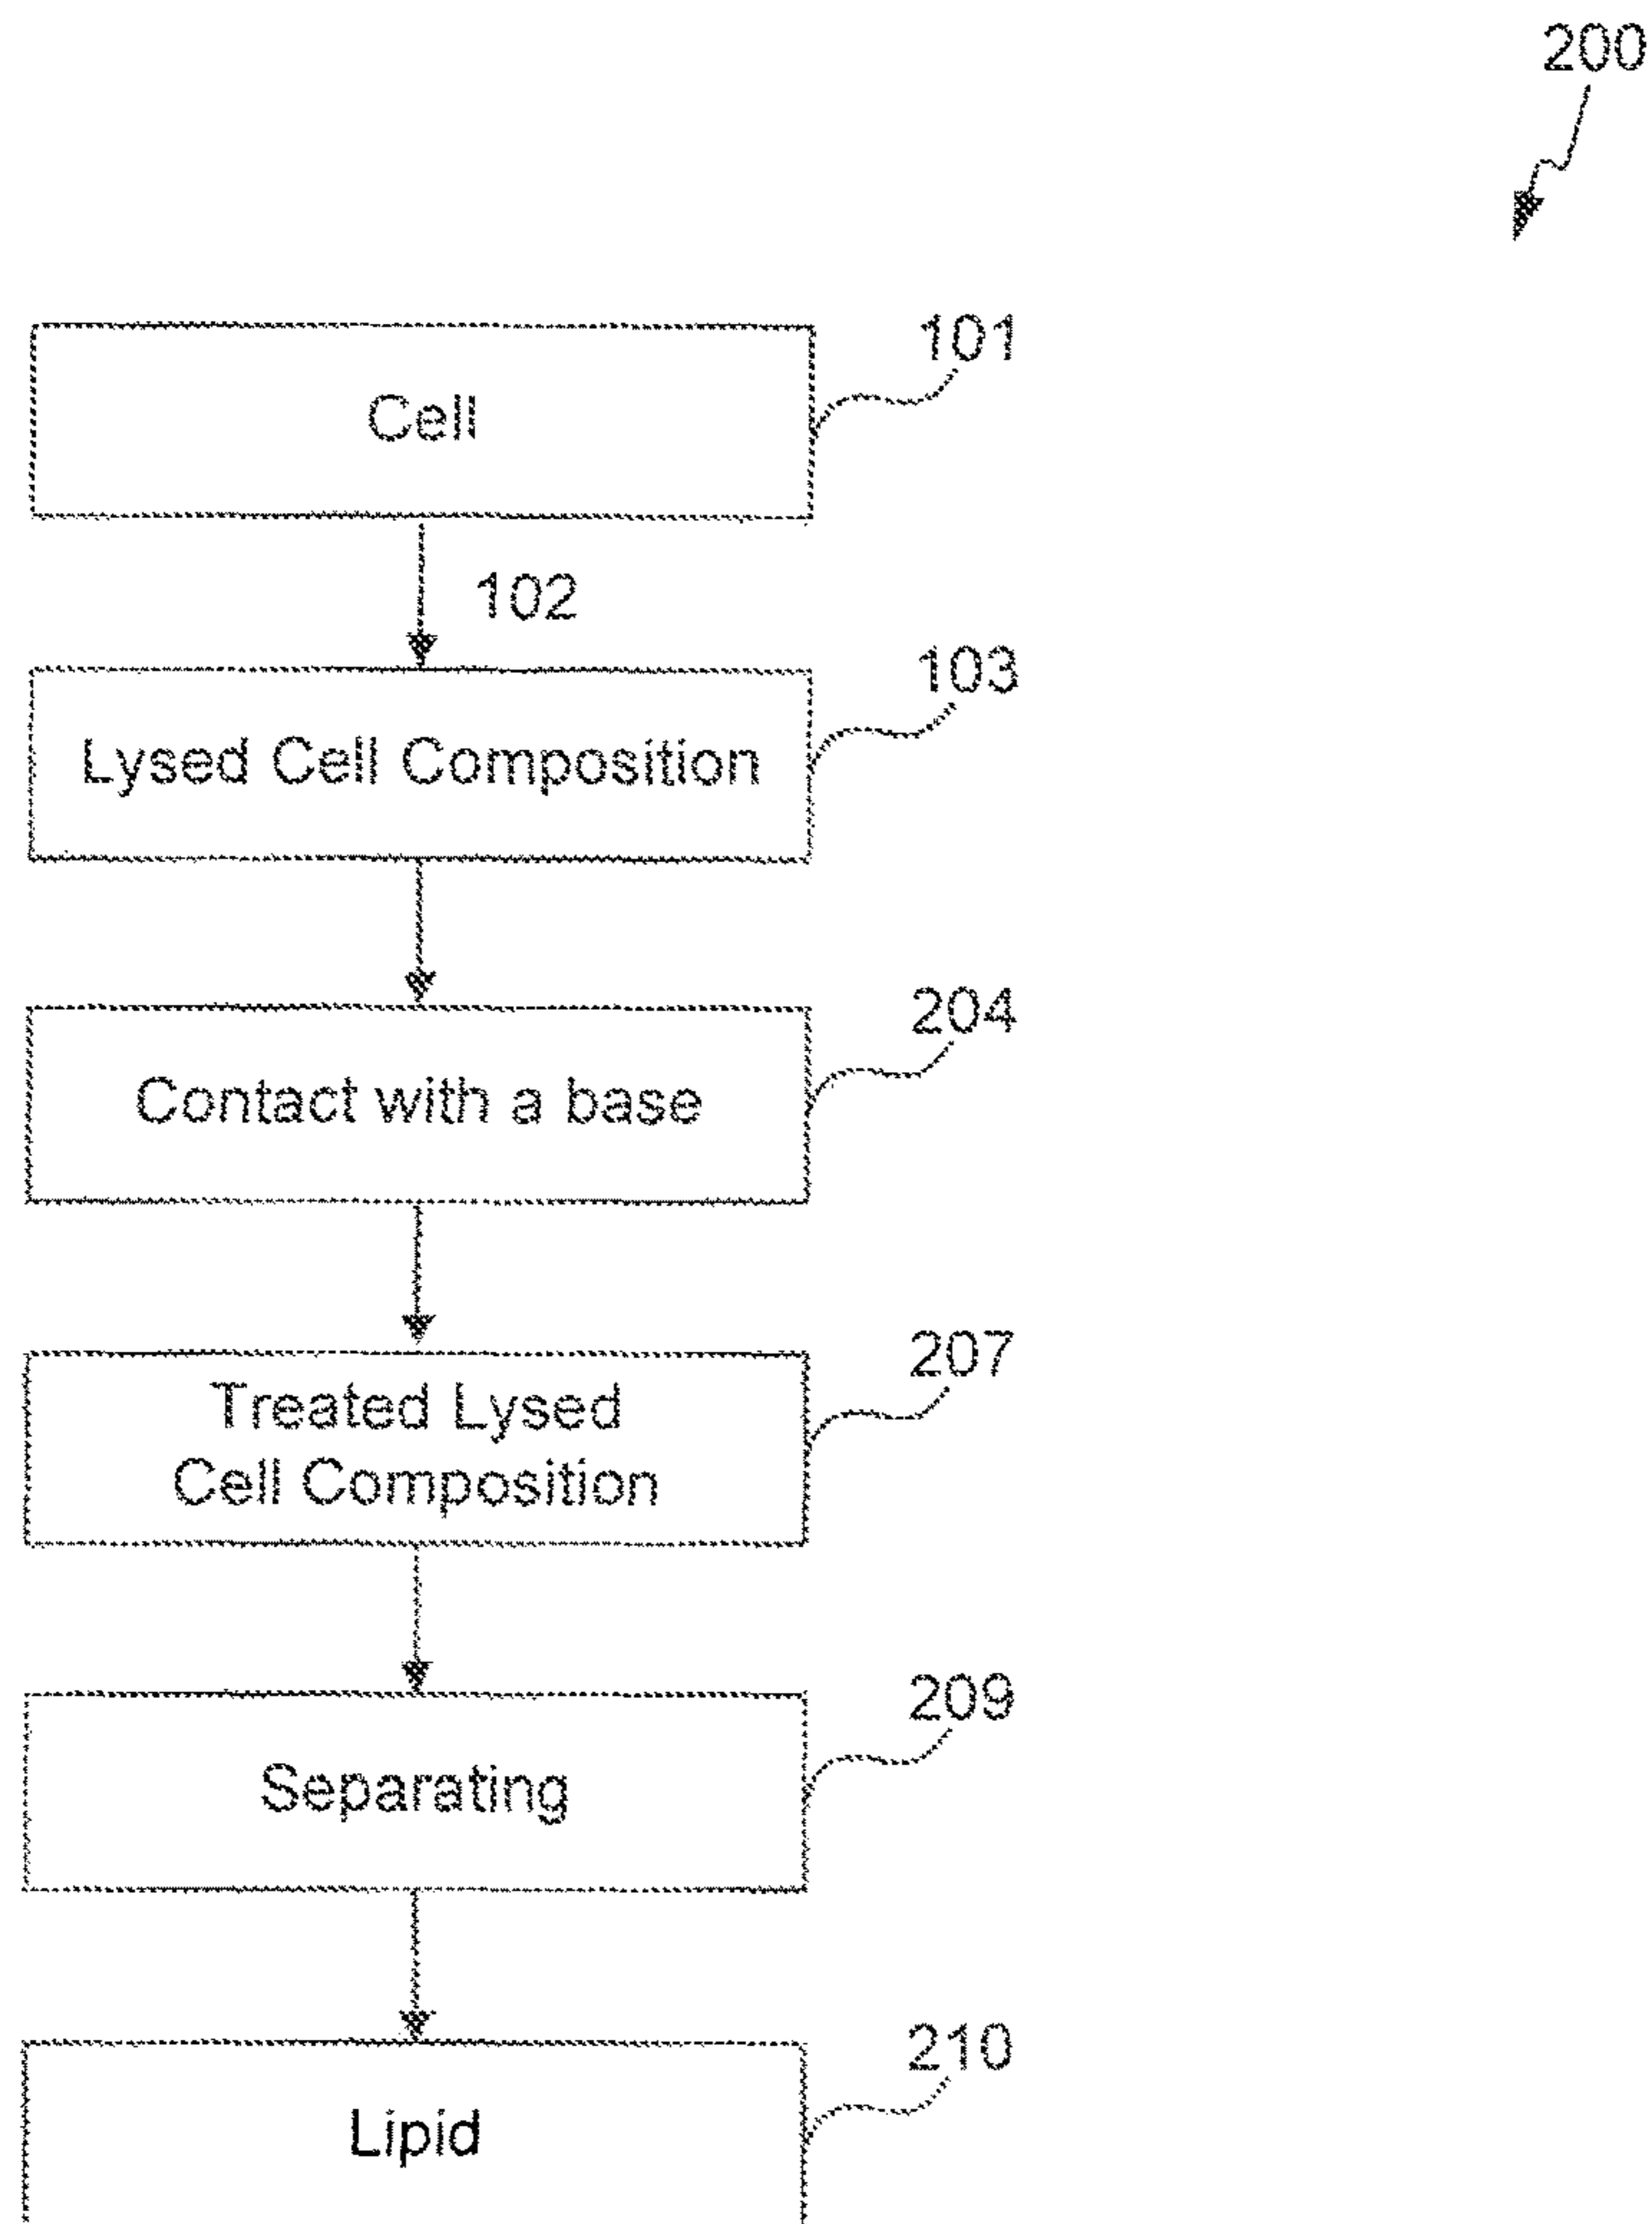 200
101
Cell
102
103
Lysed Cell Composition
204
Contact with a base
207
Treated Lysed
Cell Composition
209
Separating
210
Lipid